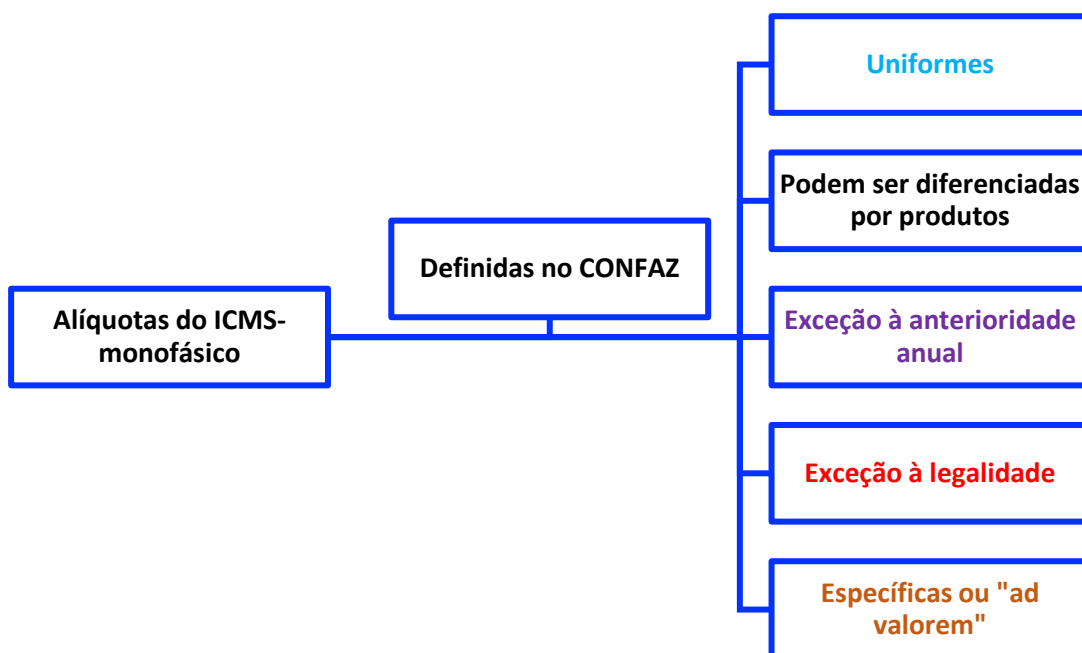 Alíquotas do ICMS-
monofásico
Definidas no CONFAZ
Uniformes
Podem ser diferenciadas
por produtos
Exceção à anterioridade
anual
Exceção à legalidade
Específicas ou "ad
valorem"